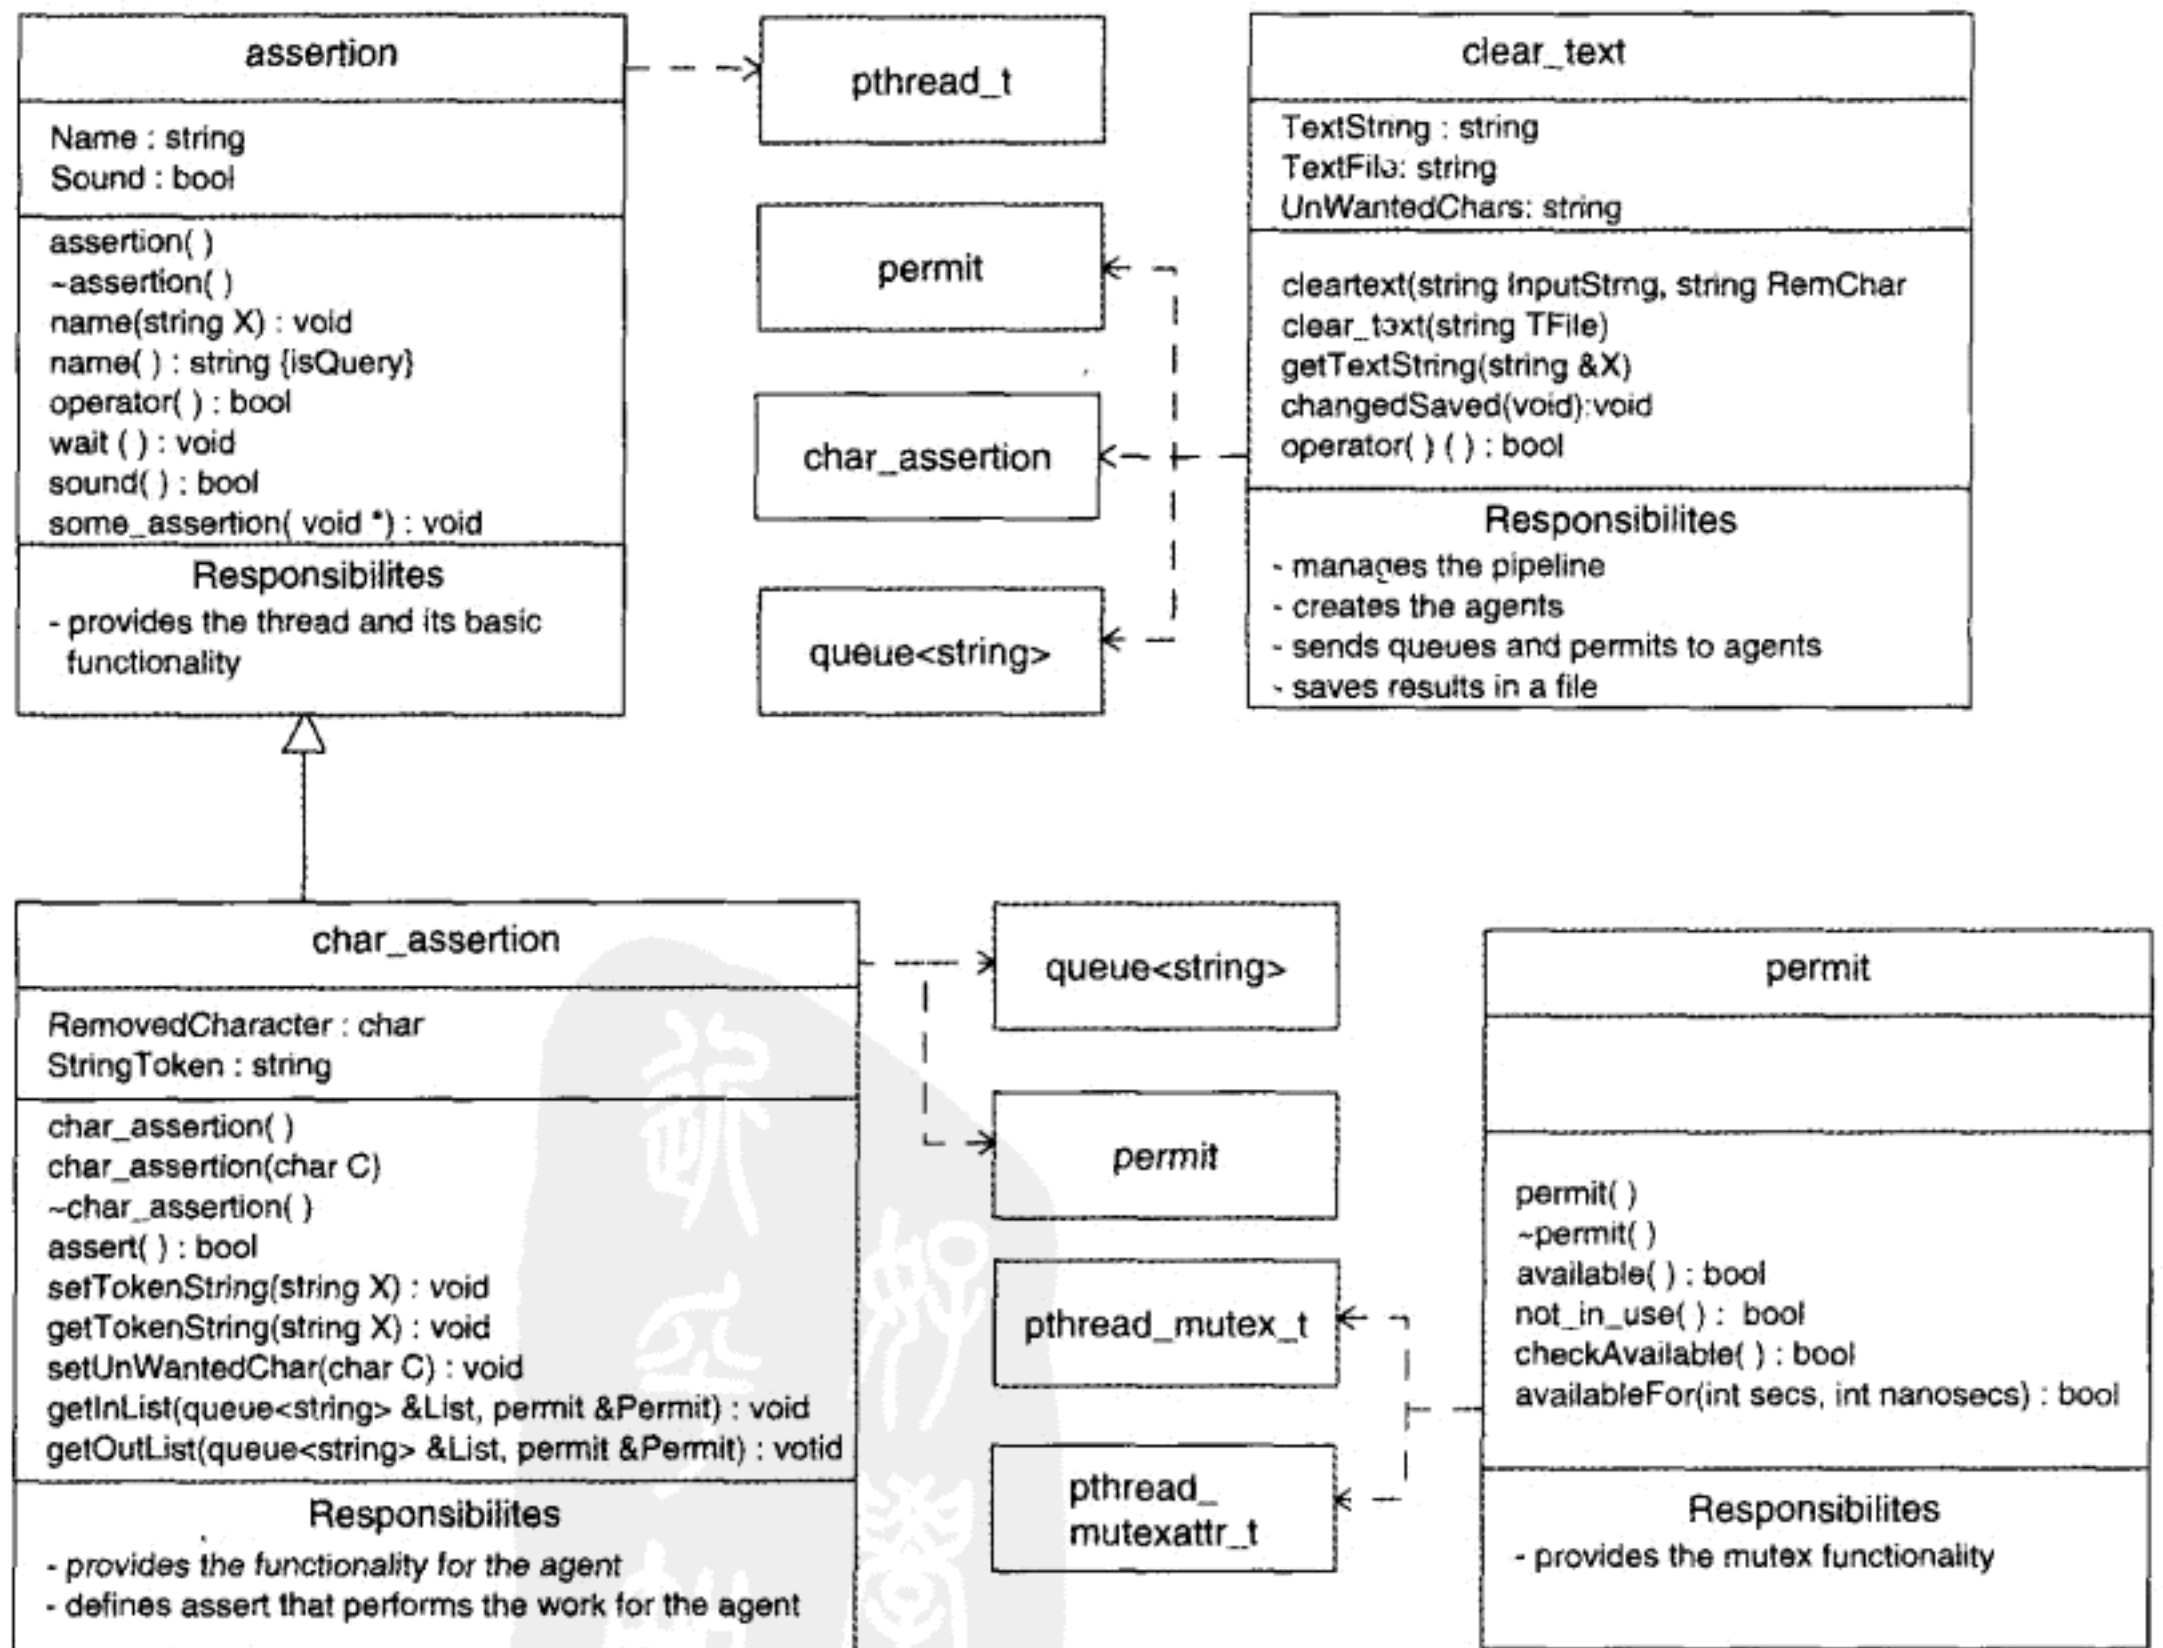 assertion
Name : string
Sound : bool
assertion( )
~assertion( )
name(string X) : void
name( ) : string {isQuery}
operator( ) : bool
wait ( ) : void
sound( ) : bool
some_assertion( void *) : void
Responsibilites
- provides the thread and its basic
functionality
pthread_t
permit
char_assertion
queue<string>
clear_text
TextString : string
TextFile: string
UnWantedChars: string
cleartext(string InputStrng, string RemChar
clear_text(string TFile)
getTextString(string &X)
changedSaved(void):void
operator( ) ( ) : bool
Responsibilites
- manages the pipeline
- creates the agents
- sends queues and permits to agents
- saves results in a file
char_assertion
RemovedCharacter : char
StringToken : string
char_assertion( )
char_assertion(char C)
~char_assertion( )
assert( ) : bool
setTokenString(string X) : void
getTokenString(string X) : void
setUnWantedChar(char C) : void
getInList(queue<string> &List, permit &Permit) : void
getOutList(queue<string> &List, permit &Permit) : votid
Responsibilites
- provides the functionality for the agent
- defines assert that performs the work for the agent
queue<string>
permit
pthread_mutex_t
pthread_
mutexattr_t
permit
permit( )
~permit( )
available( ) : bool
not_in_use( ) : bool
checkAvailable( ) : bool
availableFor(int secs, int nanosecs) : bool
Responsibilites
- provides the mutex functionality